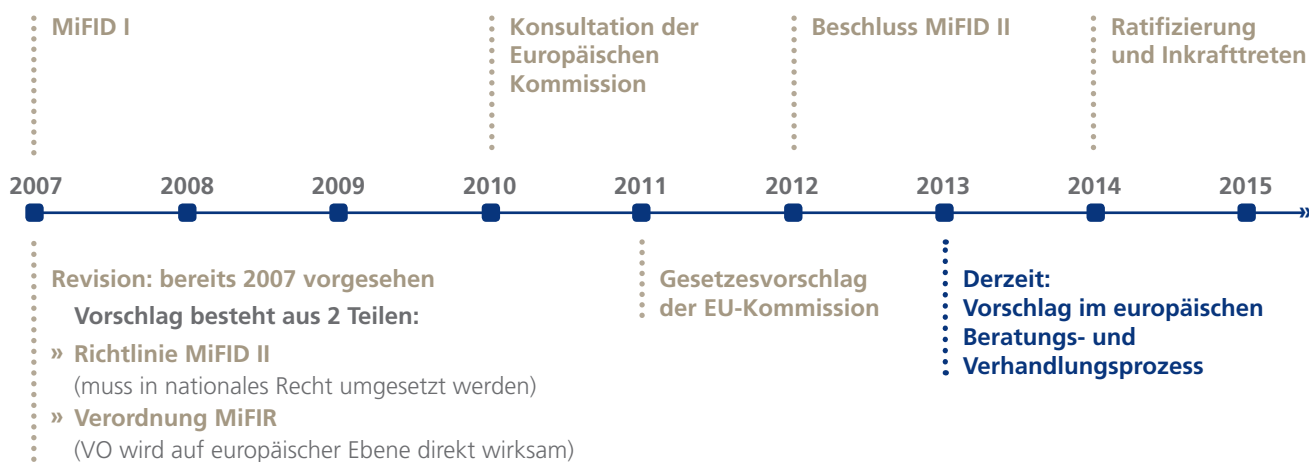 MiFID I
Konsultation der
Europäischen
Kommission
Beschluss MiFID II
Ratifizierung
und Inkrafttreten
2007 2008 2009 2010 2011 2012 2013 2014 2015
»
Revision: bereits 2007 vorgesehen
Vorschlag besteht aus 2 Teilen:
» Richtlinie MiFID II
(muss in nationales Recht umgesetzt werden)
» Verordnung MiFIR
(VO wird auf europäischer Ebene direkt wirksam)
Gesetzesvorschlag
der EU-Kommission
Derzeit:
Vorschlag im europäischen
Beratungs- und
Verhandlungsprozess